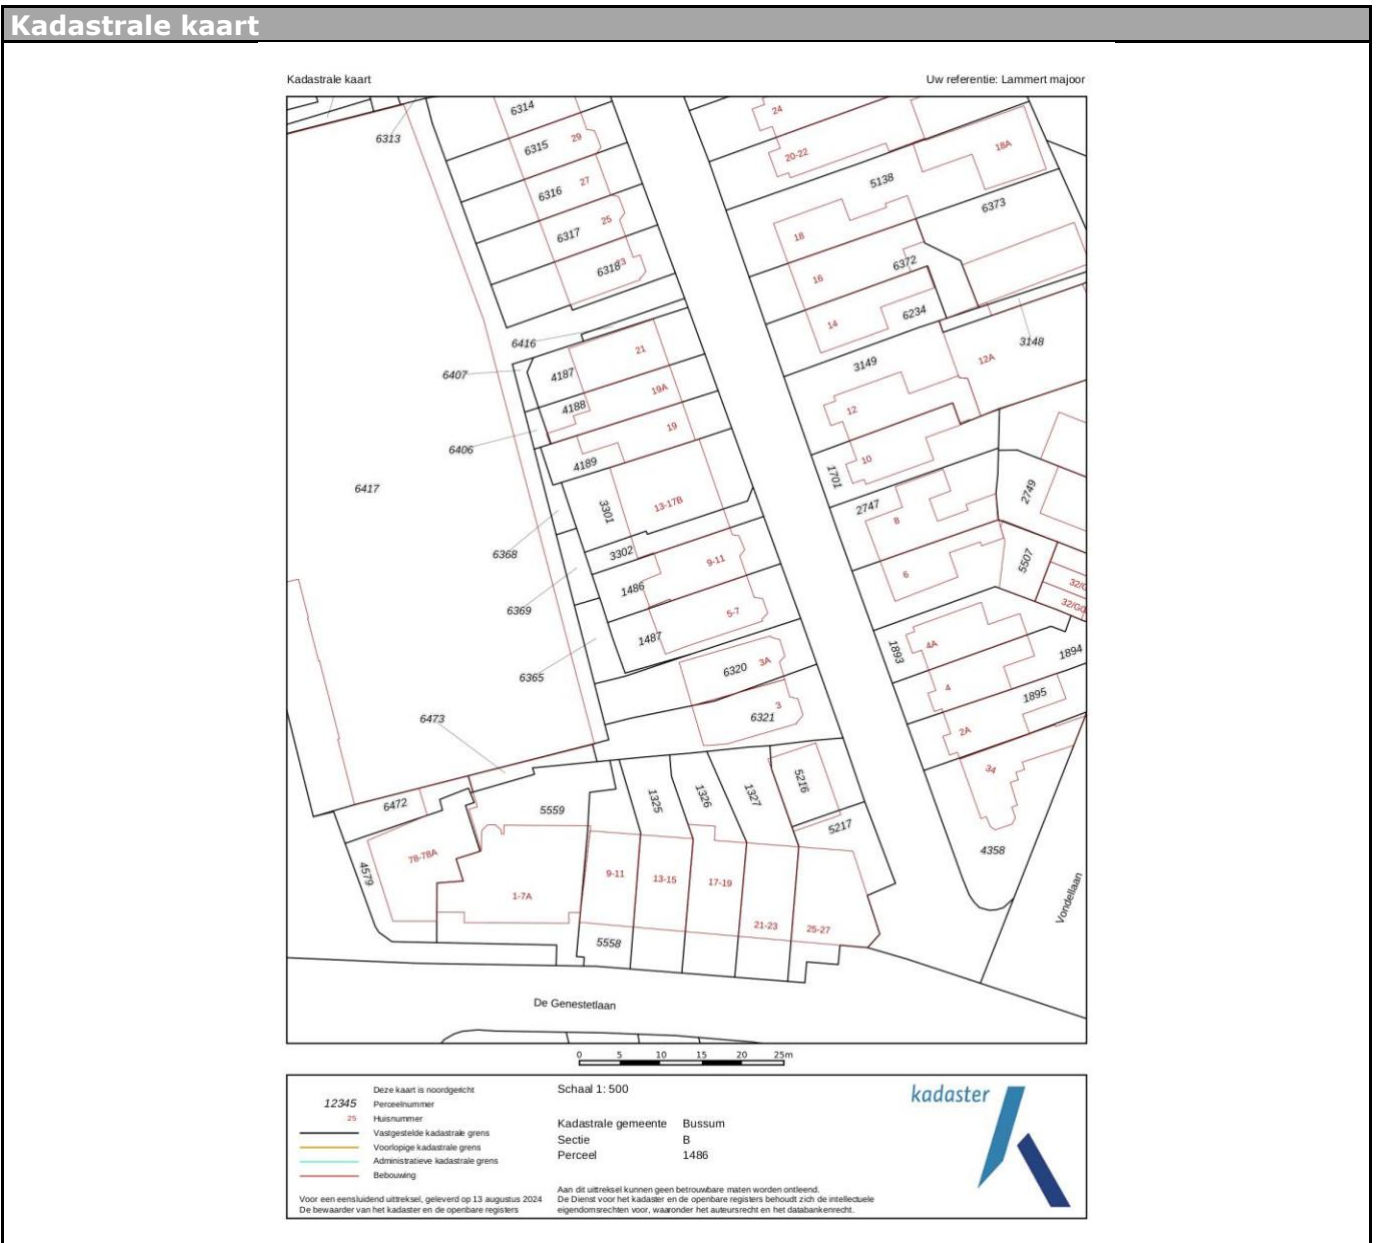 Kadastrale kaart
Kadastrale kaart
Uw referentie: Lammert majoor
6313
6314
6315
29
6316
27
6317
25
6318
24
20-22
18A
5138
6373
18
16
6372
14
6234
3148
6416
21
6407
4187
19A
4188
19
6406
4189
3149
12A
12
10
1701
6417
3301
13-17B
2747
8
2749
6368
3302
9-11
1486
6
5507
32/G
6369
5-7
1487
6365
6320
3A
3
6321
4A
1893
1894
4
1895
2A
34
6473
6472
5559
1325
1326
1327
5216
5217
4358
78-78A
4579
1-7A
9-11
13-15
17-19
21-23
25-27
5558
Vondellaan
De Genestetlaan
0 5 10 15 20 25m
Deze kaart is noordgericht
12345 Perceelnummer
25 Huisnummer
Vastgestelde kadastrale grens
Voorlopige kadastrale grens
Administratieve kadastrale grens
Bebouwing
Voor een eensluidend uittreksel, geleverd op 13 augustus 2024
De bewaarder van het kadaster en de openbare registers
Schaal 1: 500
Kadastrale gemeente Bussum
Sectie B
Perceel 1486
Aan dit uittreksel kunnen geen betrouwbare maten worden ontleend.
De Dienst voor het kadaster en de openbare registers behoudt zich de intellectuele
eigendomsrechten voor, waaronder het auteursrecht en het databankenrecht.
kadaster